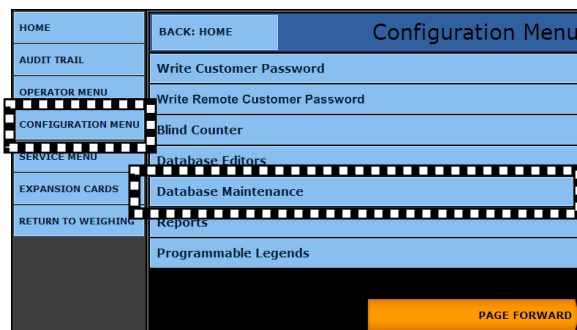 HOME
AUDIT TRAIL
OPERATOR MENU
CONFIGURATION MENU
SERVICE MENU
EXPANSION CARDS
RETURN TO WEIGHING
BACK: HOME
Configuration Menu
Write Customer Password
Write Remote Customer Password
Blind Counter
Database Editors
Database Maintenance
Reports
Programmable Legends
PAGE FORWARD